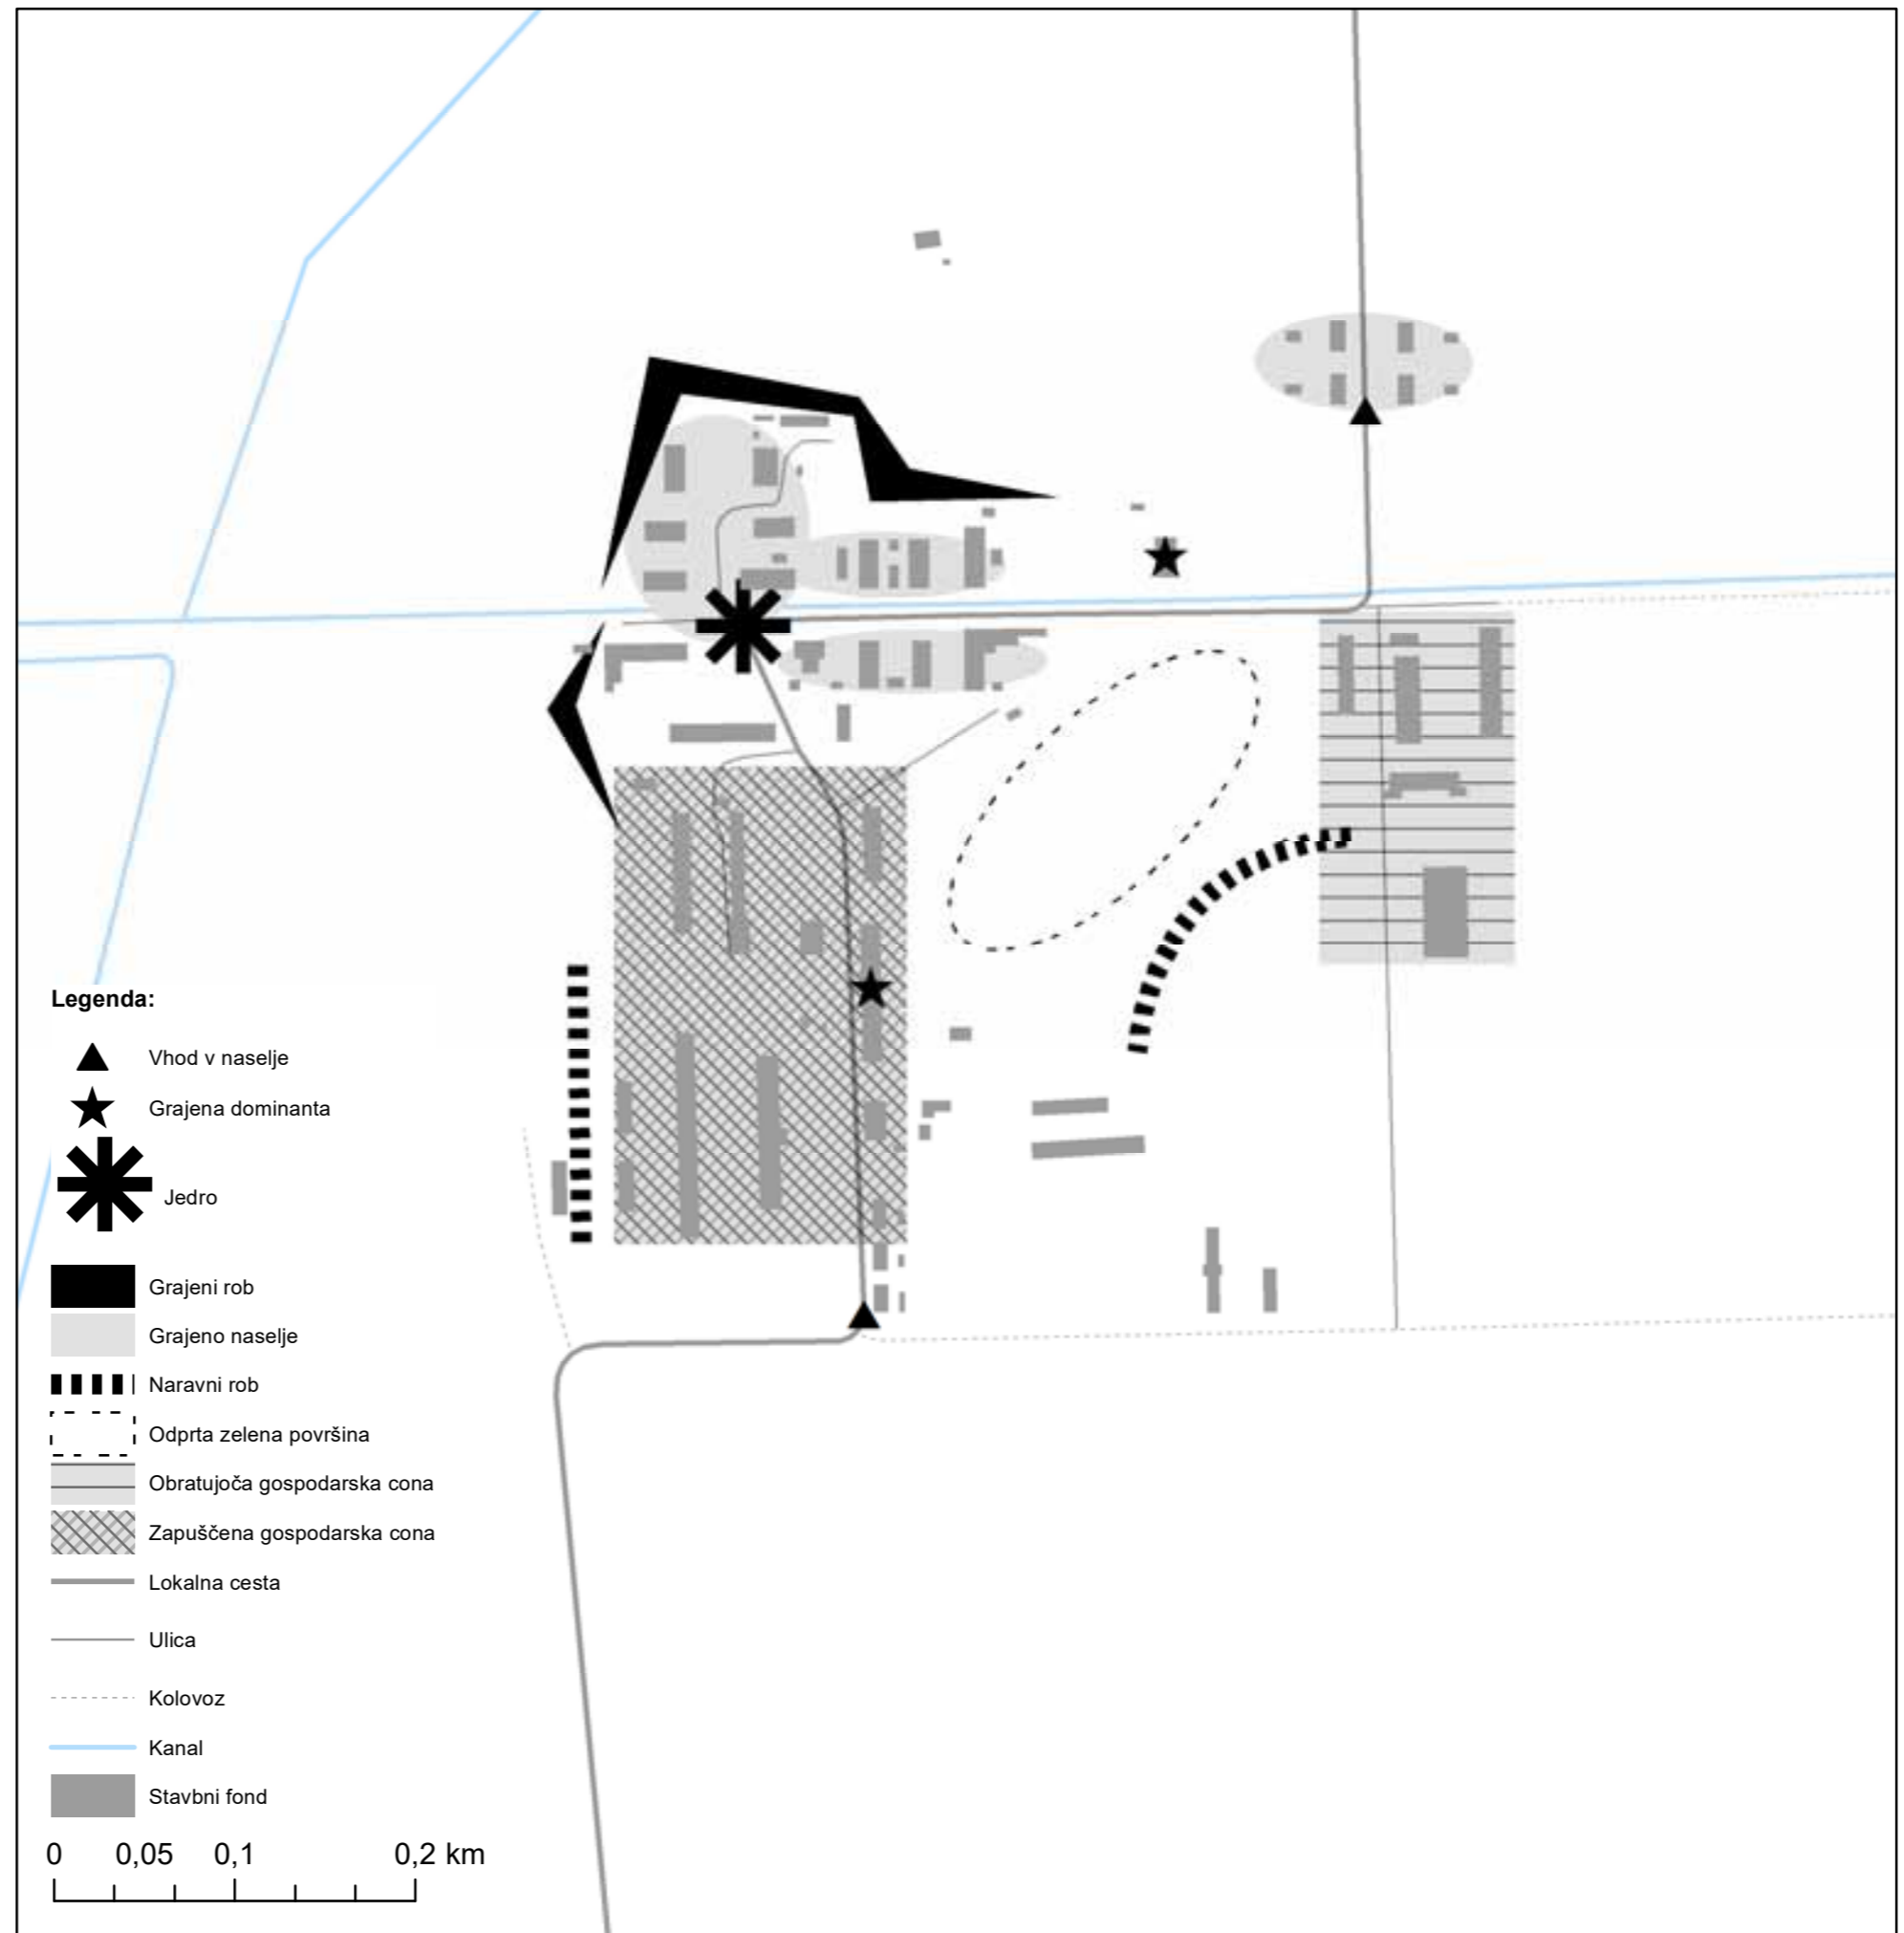 Legenda:
Vhod v naselje
Grajena dominanta
Jedro
Grajeni rob
Grajeno naselje
Naravni rob
Odprta zelena površina
Obratujoča gospodarska cona
Zapuščena gospodarska cona
Lokalna cesta
Ulica
Kolovoz
Kanal
Stavbni fond
0 0,05 0,1 0,2 km